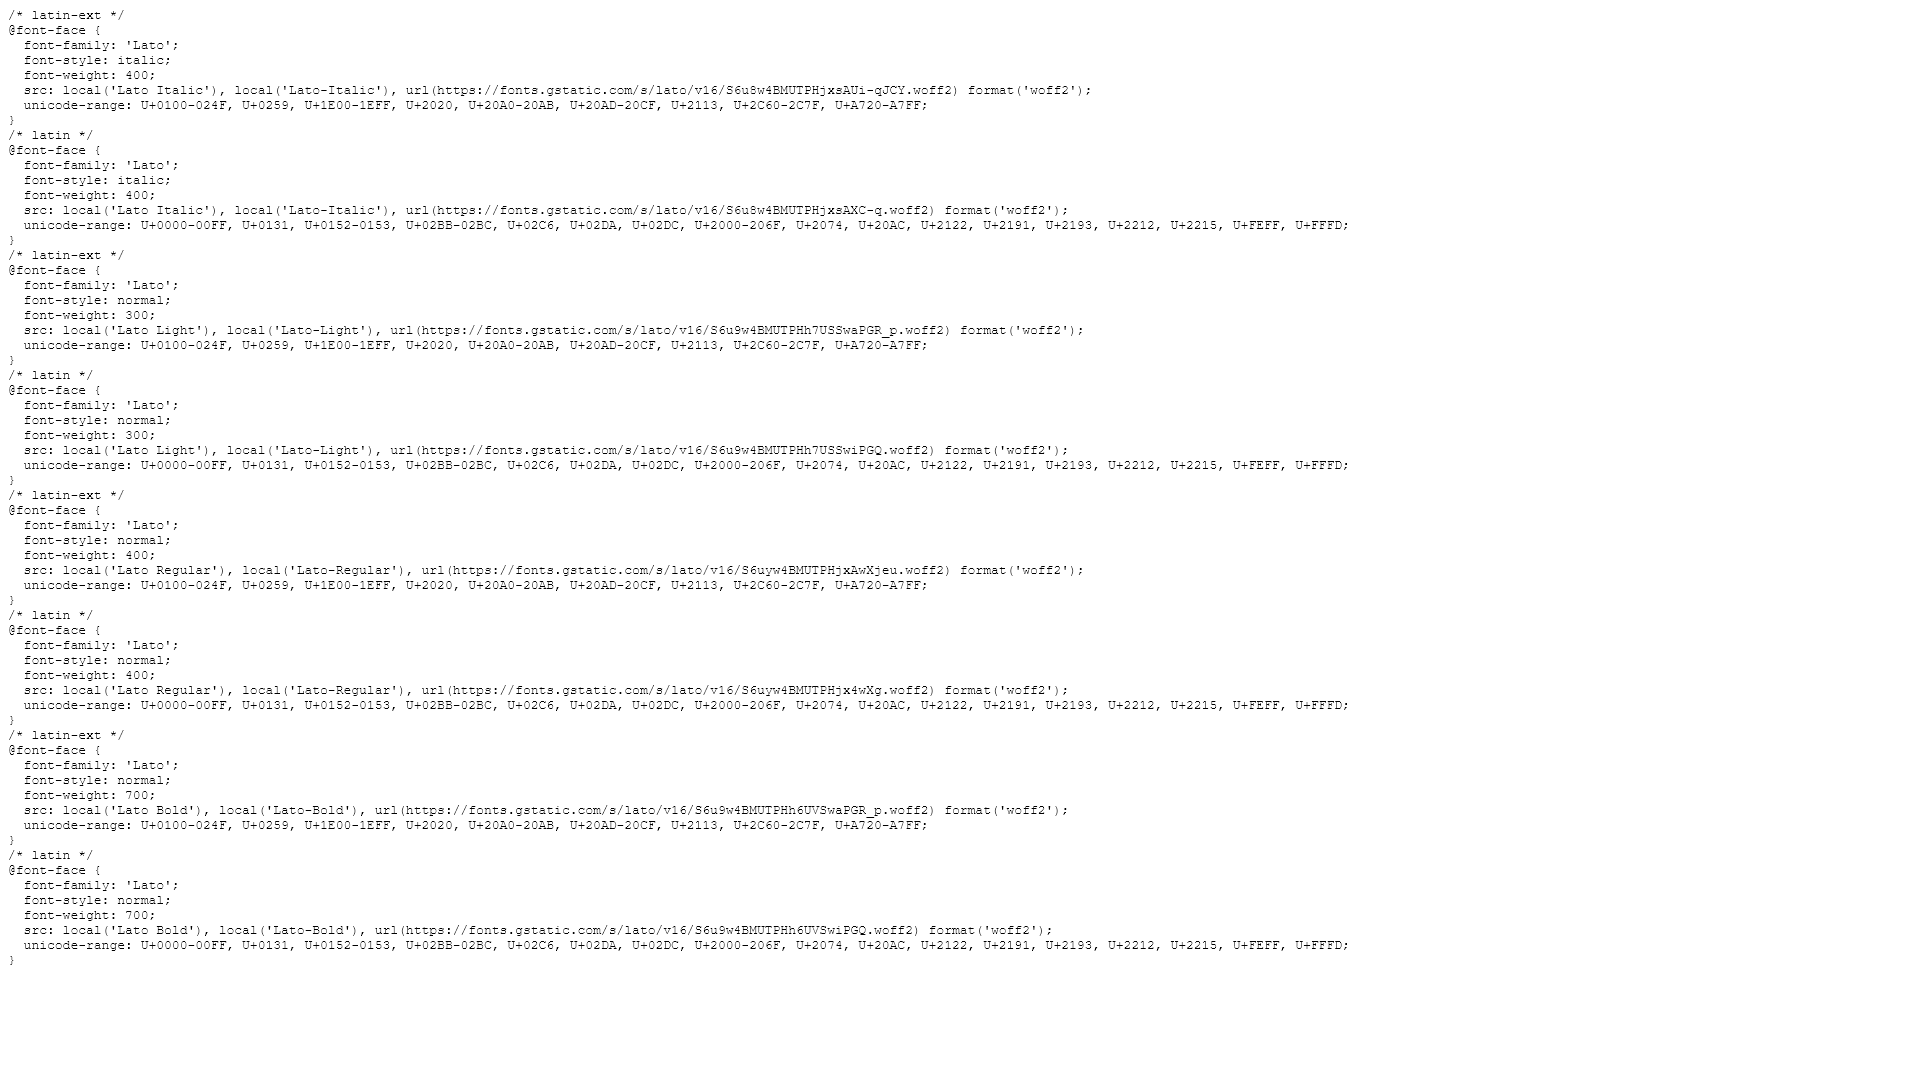 /* latin-ext */
@font-face {
  font-family: 'Lato';
  font-style: italic;
  font-weight: 400;
  src: local('Lato Italic'), local('Lato-Italic'), url(https://fonts.gstatic.com/s/lato/v16/S6u8w4BMUTPHjxsAUi-qJCY.woff2) format('woff2');
  unicode-range: U+0100-024F, U+0259, U+1E00-1EFF, U+2020, U+20A0-20AB, U+20AD-20CF, U+2113, U+2C60-2C7F, U+A720-A7FF;
}
/* latin */
@font-face {
  font-family: 'Lato';
  font-style: italic;
  font-weight: 400;
  src: local('Lato Italic'), local('Lato-Italic'), url(https://fonts.gstatic.com/s/lato/v16/S6u8w4BMUTPHjxsAXC-q.woff2) format('woff2');
  unicode-range: U+0000-00FF, U+0131, U+0152-0153, U+02BB-02BC, U+02C6, U+02DA, U+02DC, U+2000-206F, U+2074, U+20AC, U+2122, U+2191, U+2193, U+2212, U+2215, U+FEFF, U+FFFD;
}
/* latin-ext */
@font-face {
  font-family: 'Lato';
  font-style: normal;
  font-weight: 300;
  src: local('Lato Light'), local('Lato-Light'), url(https://fonts.gstatic.com/s/lato/v16/S6u9w4BMUTPHh7USSwaPGR_p.woff2) format('woff2');
  unicode-range: U+0100-024F, U+0259, U+1E00-1EFF, U+2020, U+20A0-20AB, U+20AD-20CF, U+2113, U+2C60-2C7F, U+A720-A7FF;
}
/* latin */
@font-face {
  font-family: 'Lato';
  font-style: normal;
  font-weight: 300;
  src: local('Lato Light'), local('Lato-Light'), url(https://fonts.gstatic.com/s/lato/v16/S6u9w4BMUTPHh7USSwiPGQ.woff2) format('woff2');
  unicode-range: U+0000-00FF, U+0131, U+0152-0153, U+02BB-02BC, U+02C6, U+02DA, U+02DC, U+2000-206F, U+2074, U+20AC, U+2122, U+2191, U+2193, U+2212, U+2215, U+FEFF, U+FFFD;
}
/* latin-ext */
@font-face {
  font-family: 'Lato';
  font-style: normal;
  font-weight: 400;
  src: local('Lato Regular'), local('Lato-Regular'), url(https://fonts.gstatic.com/s/lato/v16/S6uyw4BMUTPHjxAwXjeu.woff2) format('woff2');
  unicode-range: U+0100-024F, U+0259, U+1E00-1EFF, U+2020, U+20A0-20AB, U+20AD-20CF, U+2113, U+2C60-2C7F, U+A720-A7FF;
}
/* latin */
@font-face {
  font-family: 'Lato';
  font-style: normal;
  font-weight: 400;
  src: local('Lato Regular'), local('Lato-Regular'), url(https://fonts.gstatic.com/s/lato/v16/S6uyw4BMUTPHjx4wXg.woff2) format('woff2');
  unicode-range: U+0000-00FF, U+0131, U+0152-0153, U+02BB-02BC, U+02C6, U+02DA, U+02DC, U+2000-206F, U+2074, U+20AC, U+2122, U+2191, U+2193, U+2212, U+2215, U+FEFF, U+FFFD;
}
/* latin-ext */
@font-face {
  font-family: 'Lato';
  font-style: normal;
  font-weight: 700;
  src: local('Lato Bold'), local('Lato-Bold'), url(https://fonts.gstatic.com/s/lato/v16/S6u9w4BMUTPHh6UVSwaPGR_p.woff2) format('woff2');
  unicode-range: U+0100-024F, U+0259, U+1E00-1EFF, U+2020, U+20A0-20AB, U+20AD-20CF, U+2113, U+2C60-2C7F, U+A720-A7FF;
}
/* latin */
@font-face {
  font-family: 'Lato';
  font-style: normal;
  font-weight: 700;
  src: local('Lato Bold'), local('Lato-Bold'), url(https://fonts.gstatic.com/s/lato/v16/S6u9w4BMUTPHh6UVSwiPGQ.woff2) format('woff2');
  unicode-range: U+0000-00FF, U+0131, U+0152-0153, U+02BB-02BC, U+02C6, U+02DA, U+02DC, U+2000-206F, U+2074, U+20AC, U+2122, U+2191, U+2193, U+2212, U+2215, U+FEFF, U+FFFD;
}